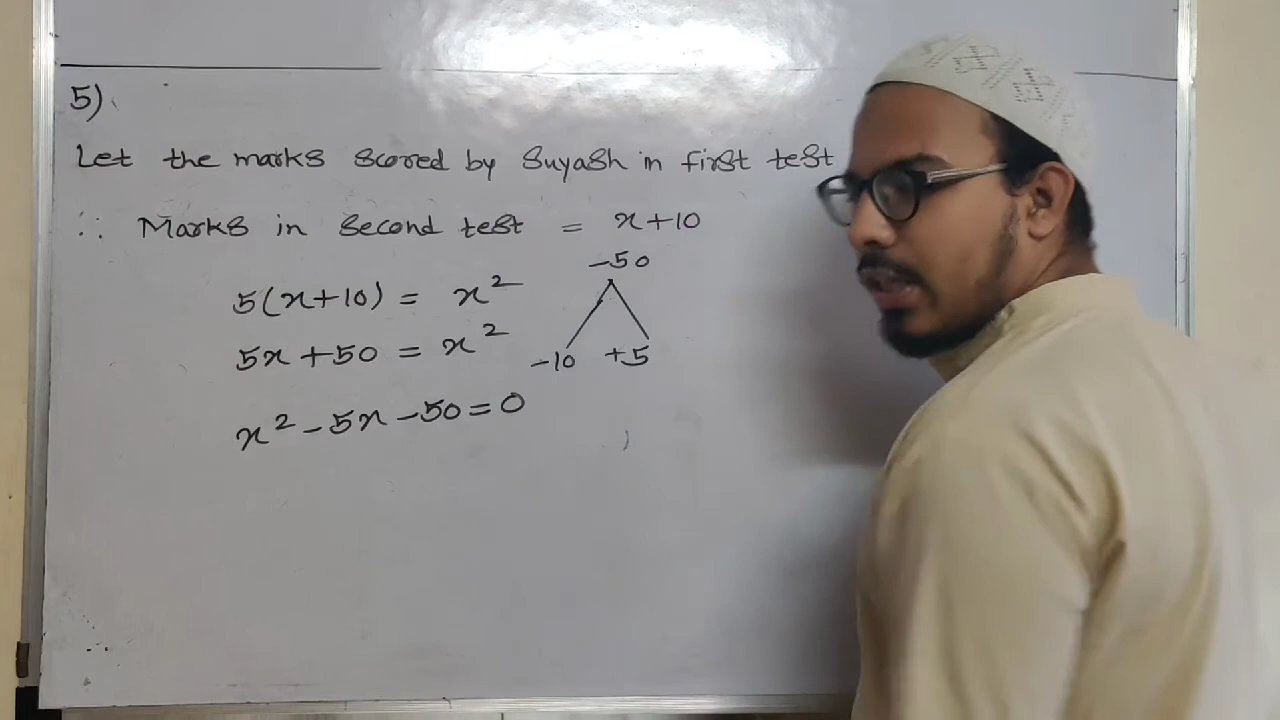 5)
Let the marks scored by Suyash in first test
∴ Marks in second test = x+10
5(x+10) = x²
5x+50 = x²
x²-5x-50=0
-50
-10 +5